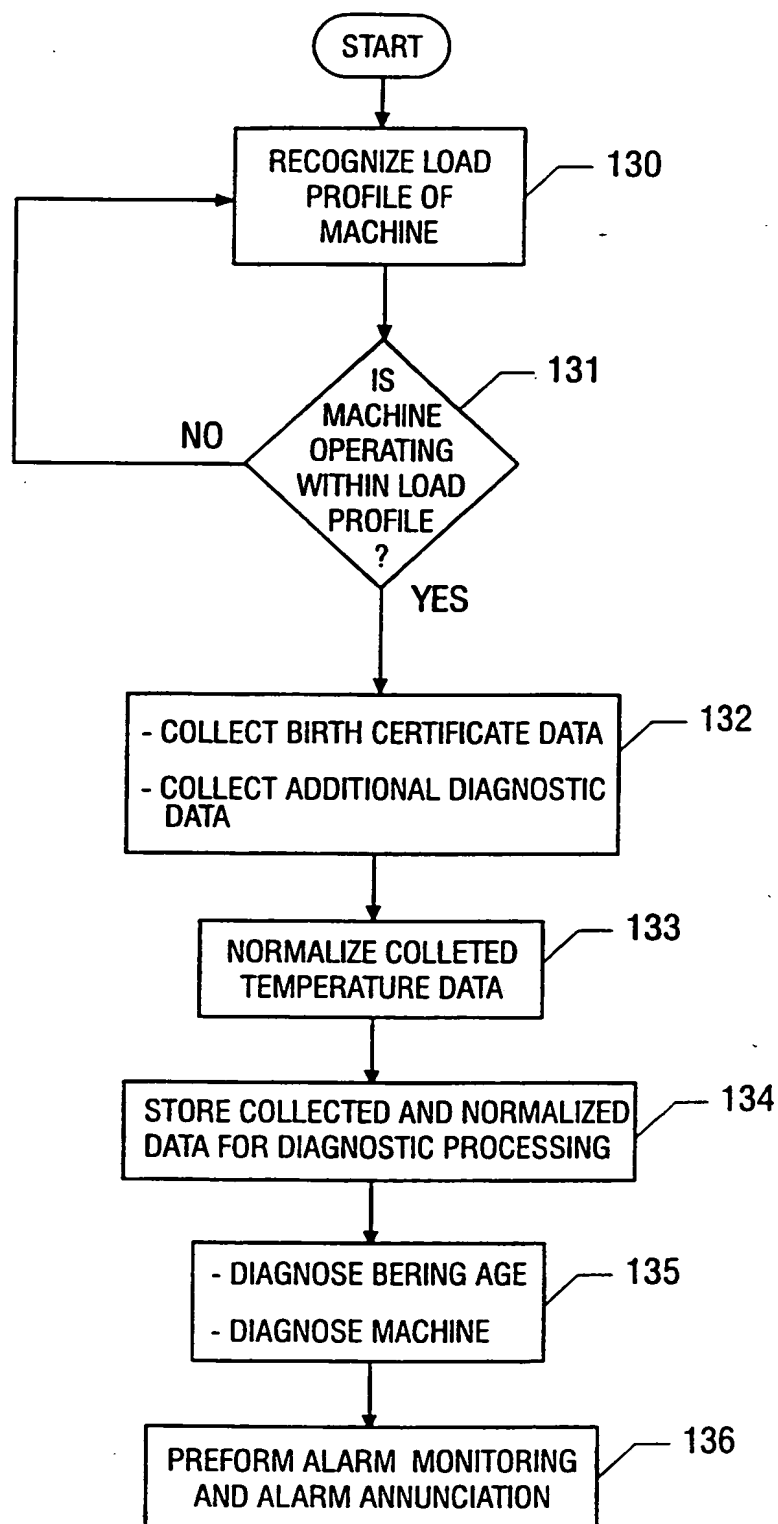 START
RECOGNIZE LOAD
PROFILE OF
MACHINE
130
IS
MACHINE
OPERATING
WITHIN LOAD
PROFILE
?
131
NO
YES
- COLLECT BIRTH CERTIFICATE DATA
- COLLECT ADDITIONAL DIAGNOSTIC
DATA
132
NORMALIZE COLLETED
TEMPERATURE DATA
133
STORE COLLECTED AND NORMALIZED
DATA FOR DIAGNOSTIC PROCESSING
134
- DIAGNOSE BERING AGE
- DIAGNOSE MACHINE
135
PREFORM ALARM MONITORING
AND ALARM ANNUNCIATION
136